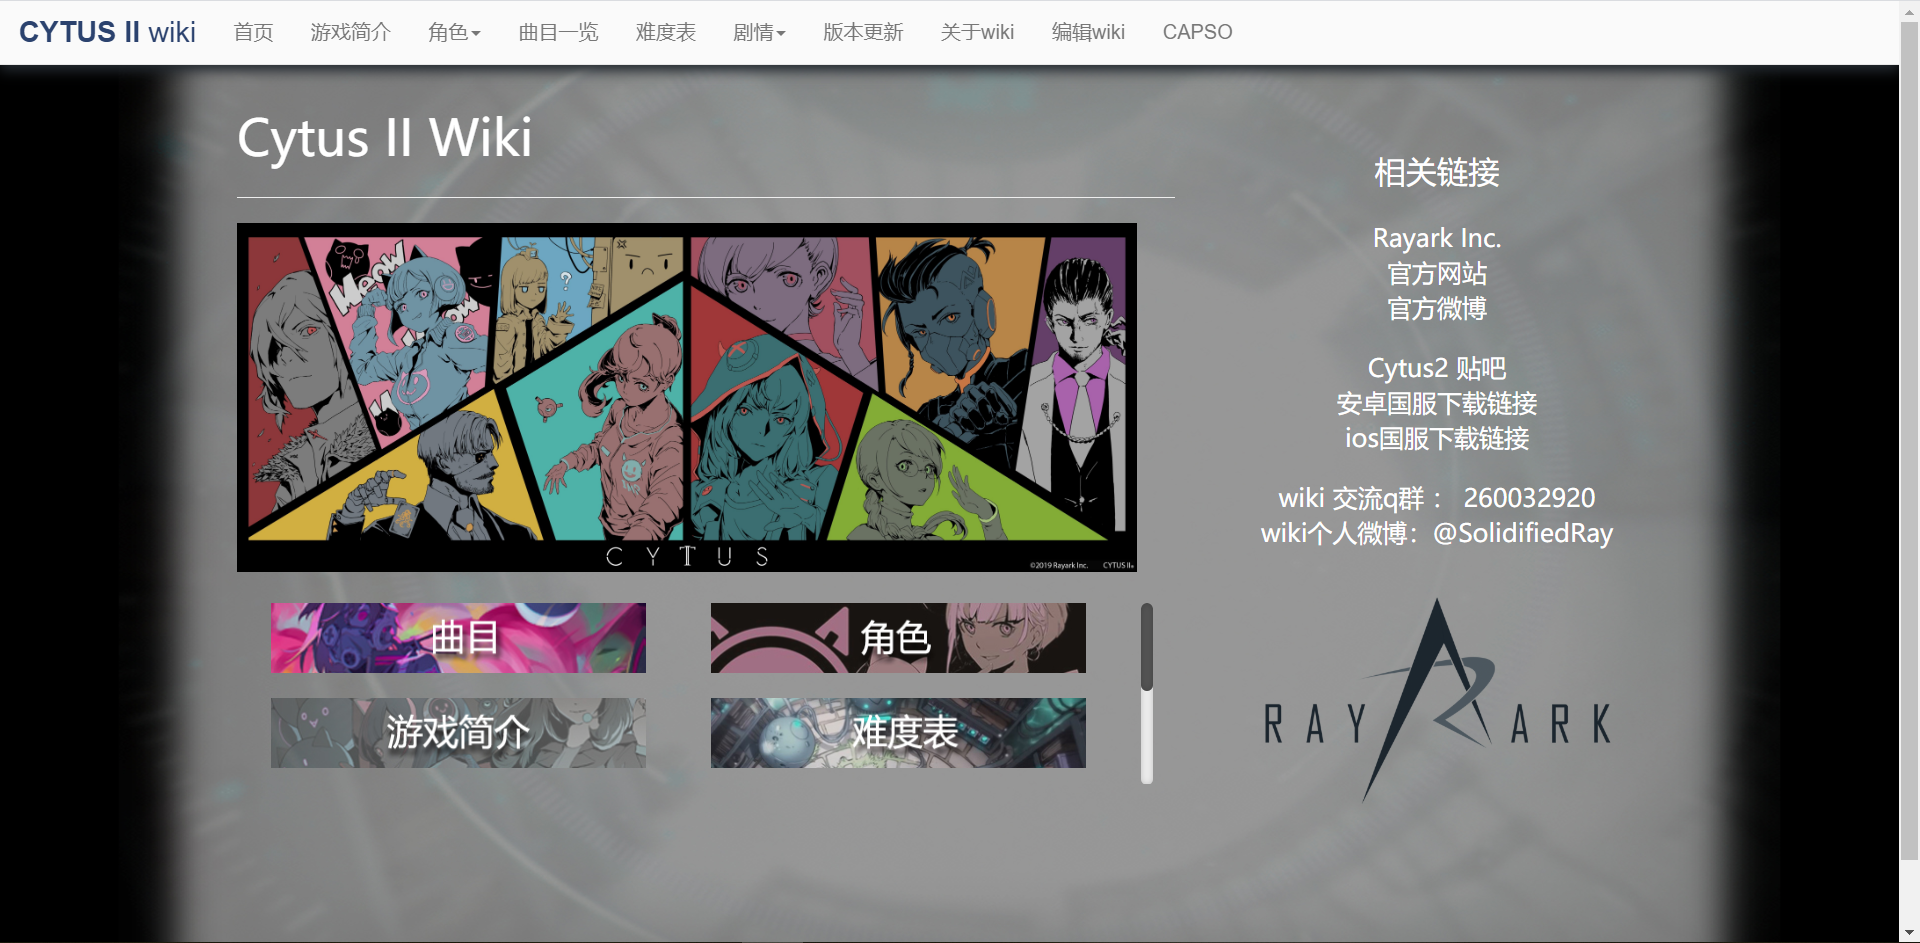 CYTUS II wiki 首页 游戏简介 角色 曲目一览 难度表 剧情 版本更新 关于wiki 编辑wiki CAPSO
Cytus II Wiki
Meow
CYTUS
©2019 Rayark Inc. CYTUS II
曲目
角色
游戏简介
难度表
相关链接
Rayark Inc.
官方网站
官方微博
Cytus2 贴吧
安卓国服下载链接
ios国服下载链接
wiki 交流q群 : 260032920
wiki个人微博：@SolidifiedRay
RAYARK